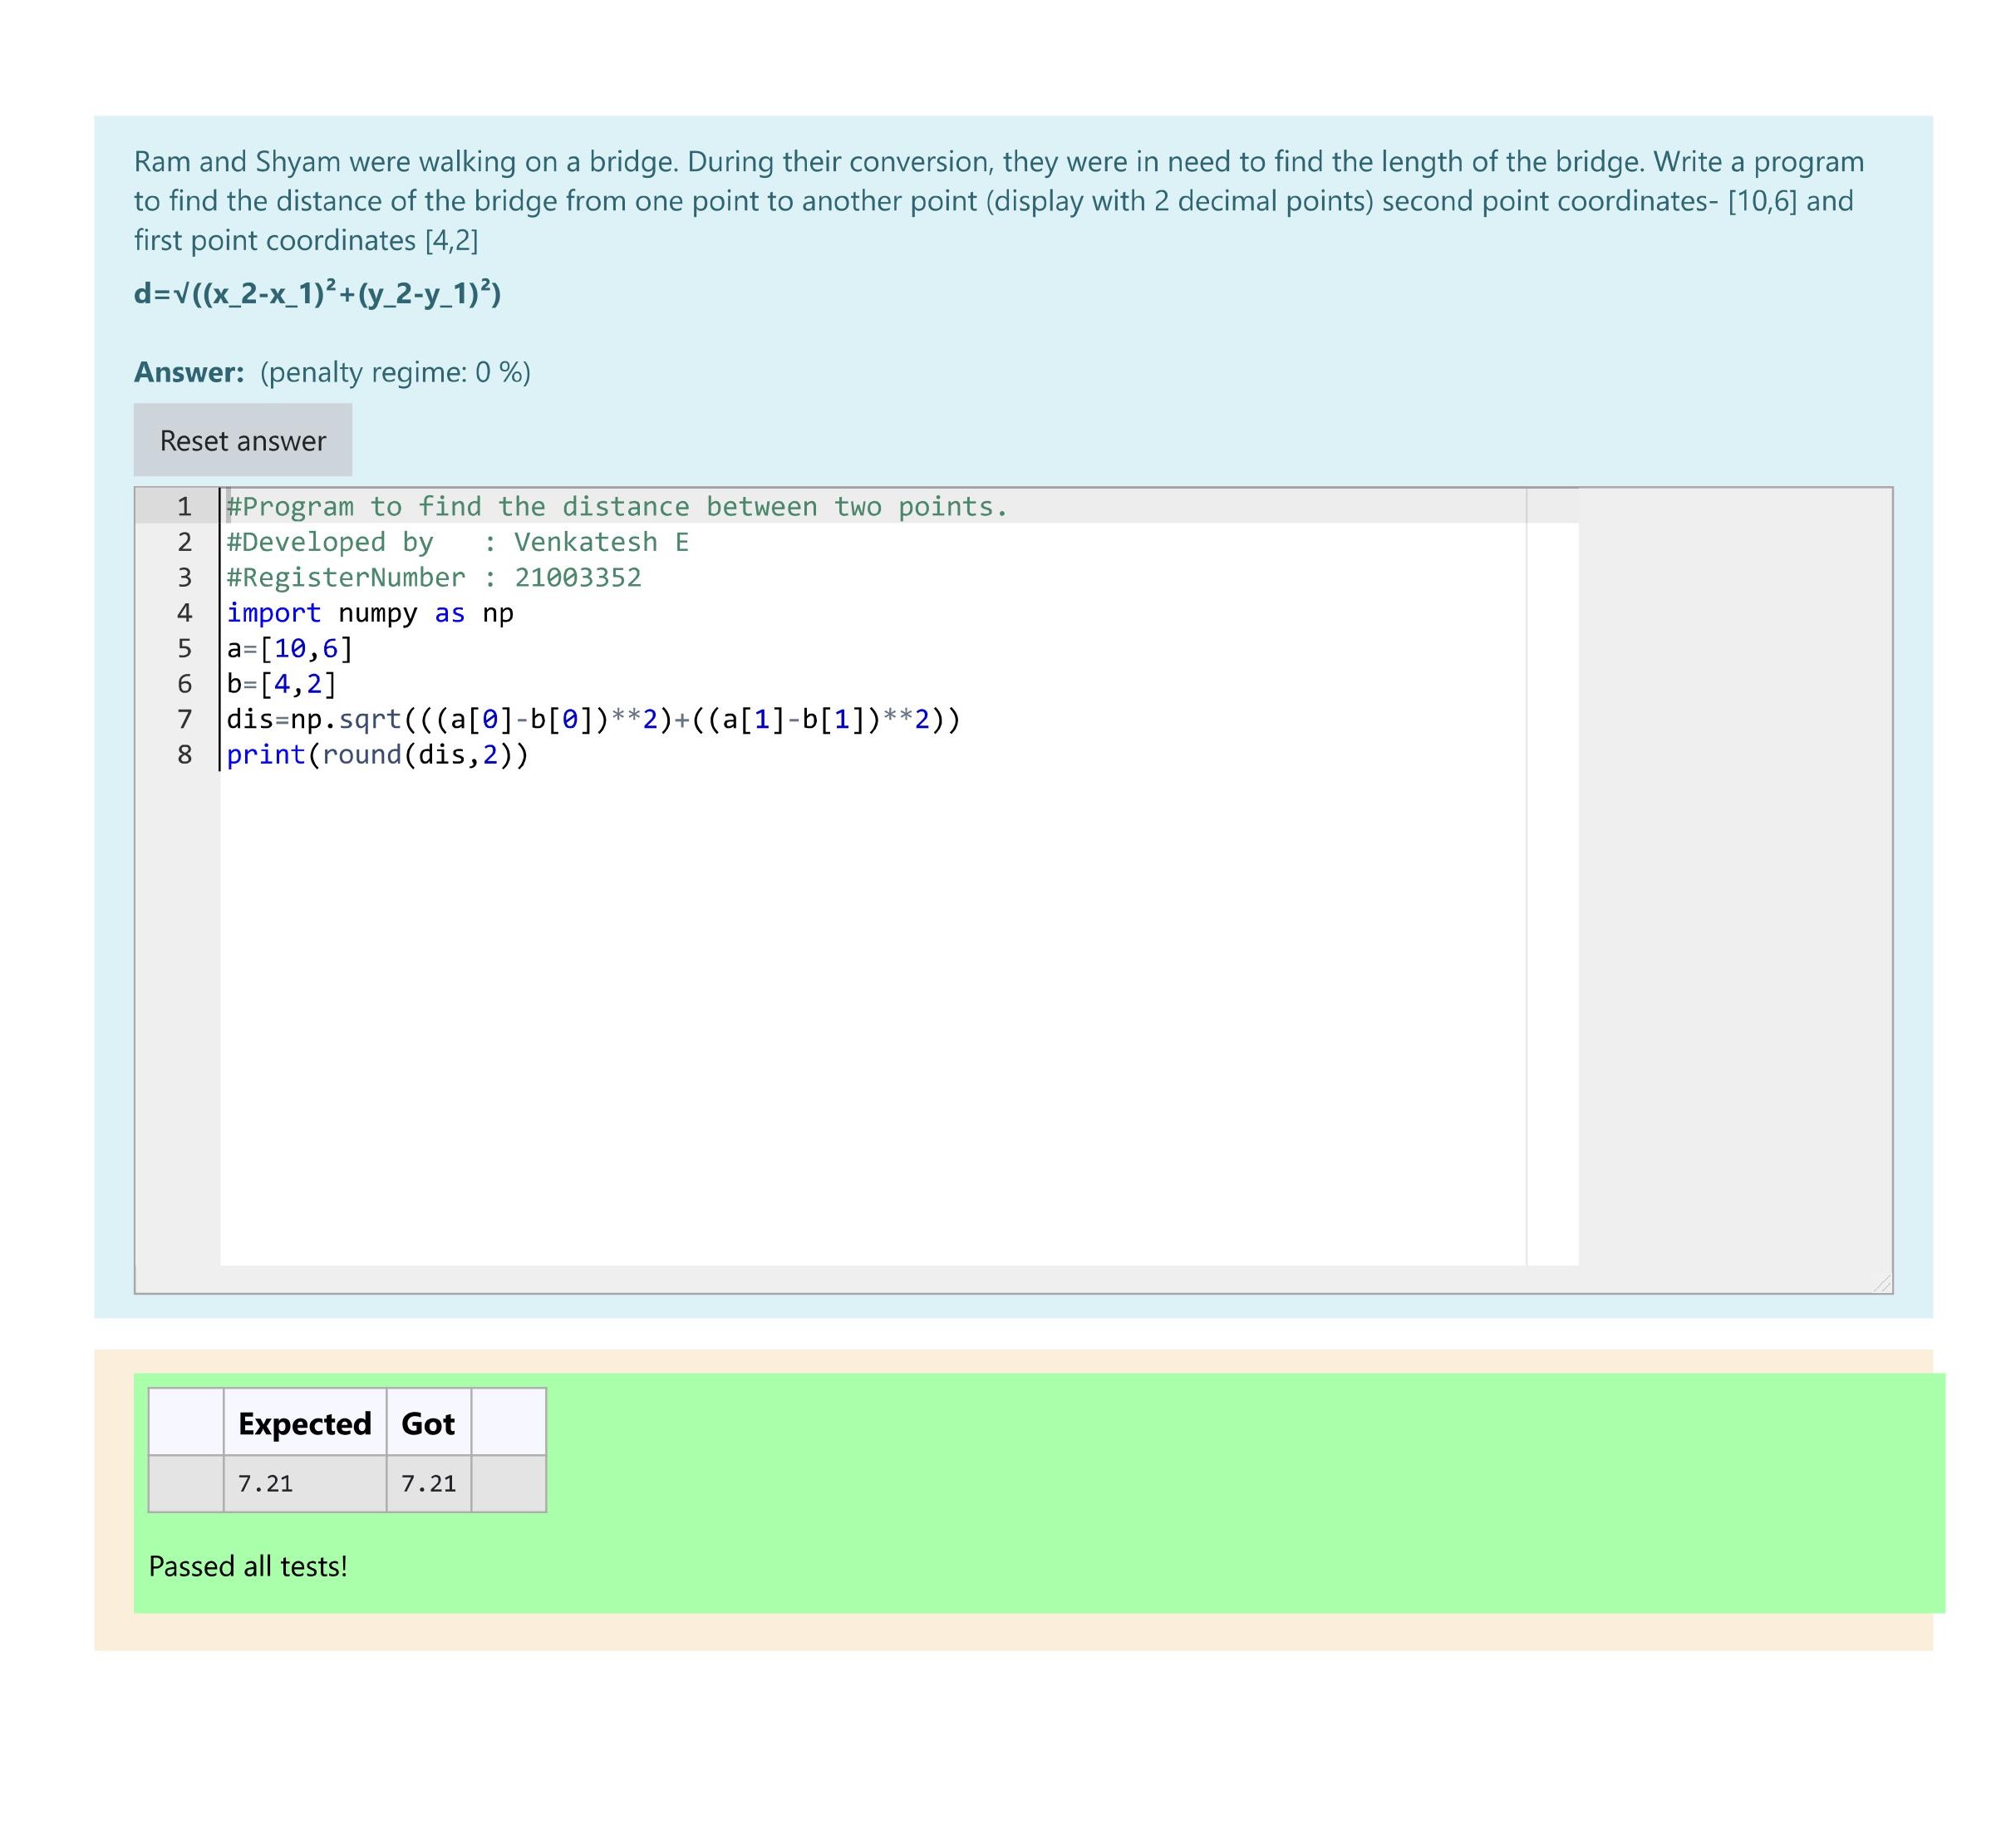 Ram and Shyam were walking on a bridge. During their conversion, they were in need to find the length of the bridge. Write a program
to find the distance of the bridge from one point to another point (display with 2 decimal points) second point coordinates- [10,6] and
first point coordinates [4,2]
d=√((x_2-x_1)²+(y_2-y_1)²)
Answer: (penalty regime: 0 %)
Reset answer
1 #Program to find the distance between two points.
2 #Developed by   : Venkatesh E
3 #RegisterNumber : 21003352
4 import numpy as np
5 a=[10,6]
6 b=[4,2]
7 dis=np.sqrt(((a[0]-b[0])**2)+((a[1]-b[1])**2))
8 print(round(dis,2))
Expected Got
7.21 7.21
Passed all tests!